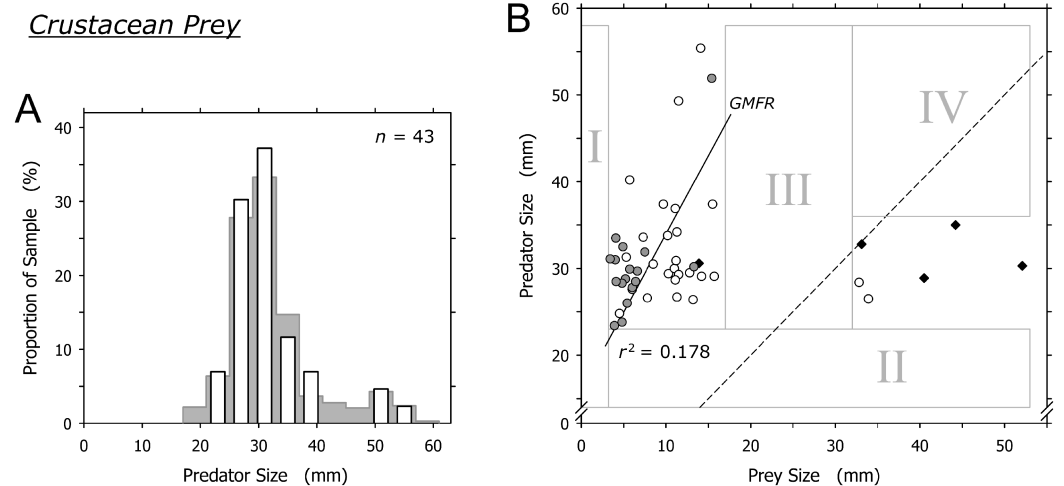 Crustacean Prey
A
n = 43
Proportion of Sample (%)
40
30
20
10
0
0 10 20 30 40 50 60
Predator Size (mm)
B
GMFR
I
III
IV
II
r² = 0.178
Predator Size (mm)
60
50
40
30
20
0
0 10 20 30 40 50
Prey Size (mm)